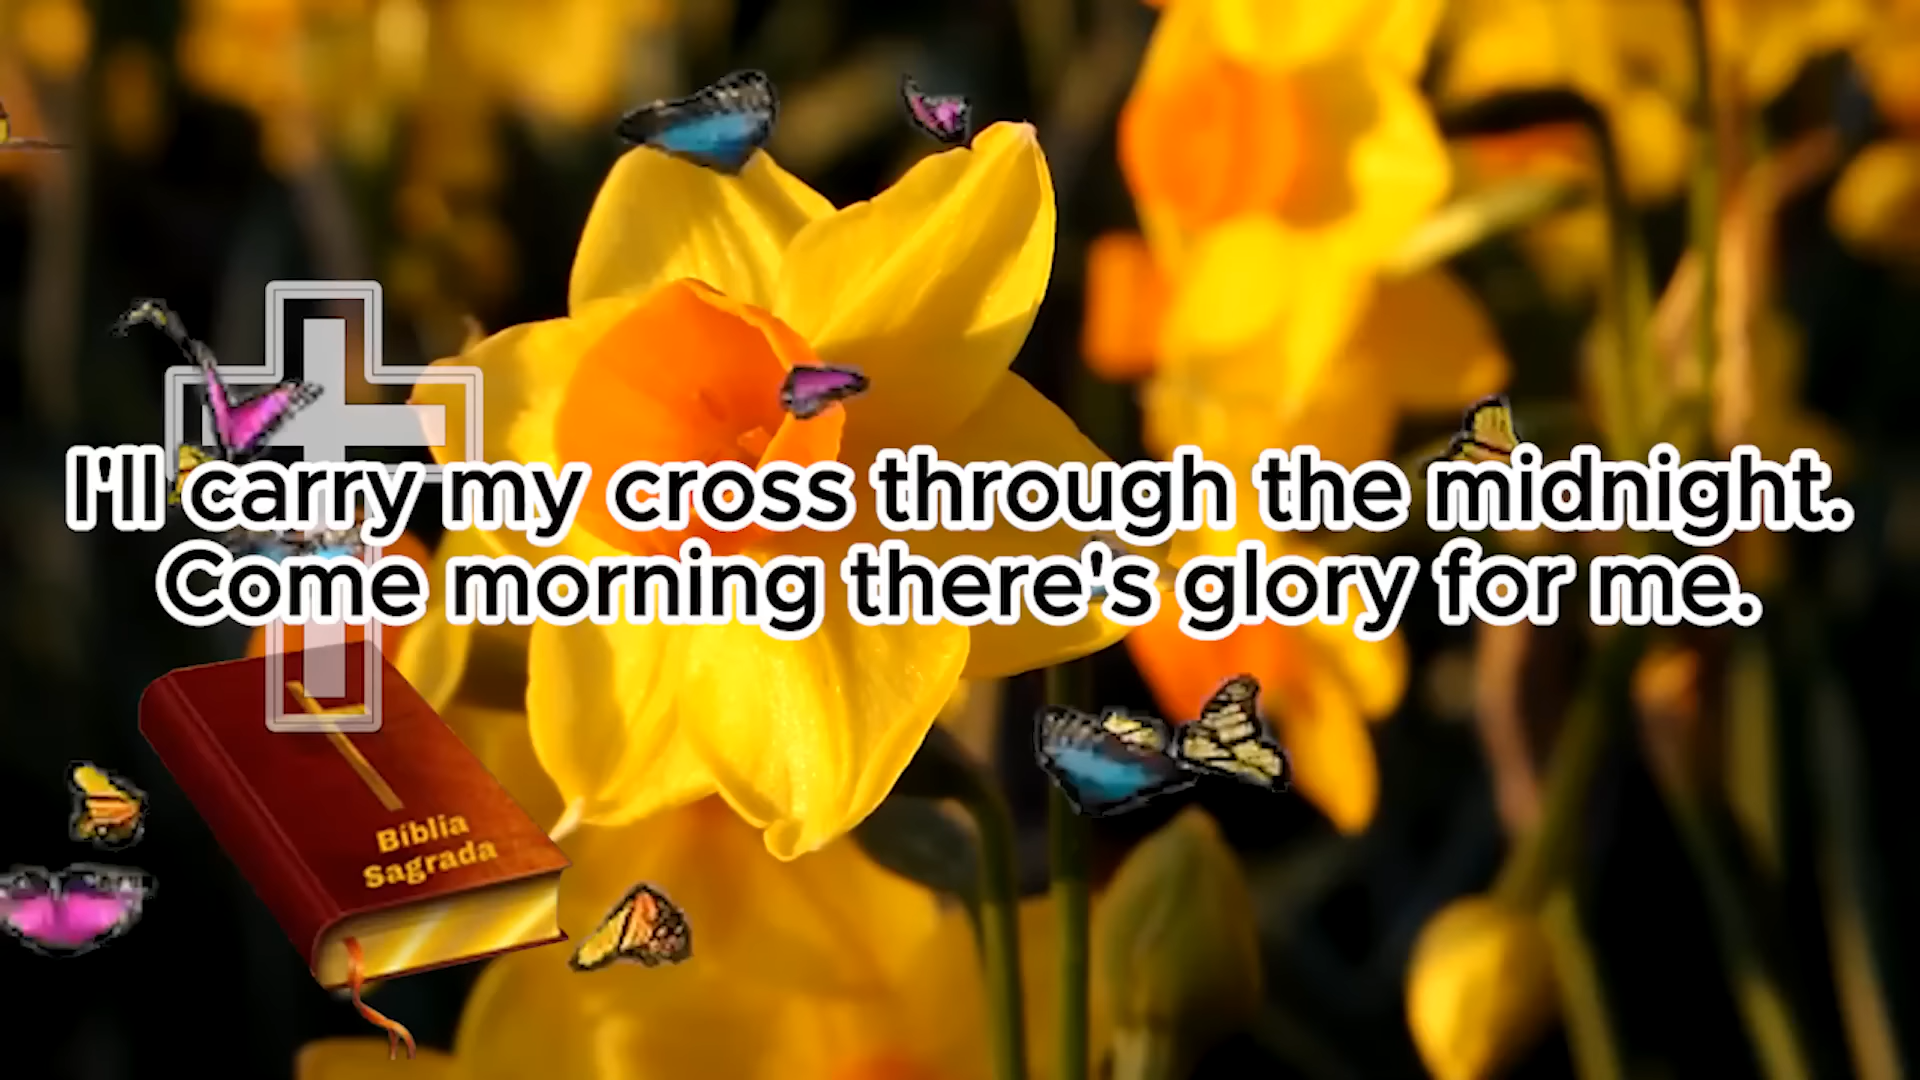 I'll carry my cross through the midnight.
Come morning there's glory for me.
Bíblia
Sagrada